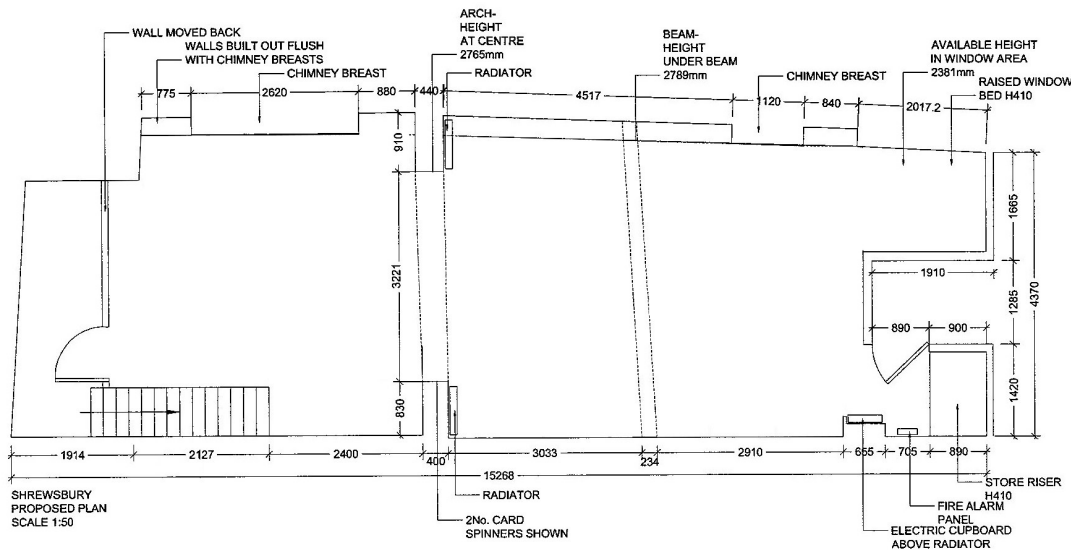 WALL MOVED BACK
WALLS BUILT OUT FLUSH
WITH CHIMNEY BREASTS
CHIMNEY BREAST
ARCH-
HEIGHT
AT CENTRE
2765mm
RADIATOR
BEAM-
HEIGHT
UNDER BEAM
2789mm
CHIMNEY BREAST
AVAILABLE HEIGHT
IN WINDOW AREA
2381mm
RAISED WINDOW
BED H410
775
2620
880
440
4517
1120
840
2017.2
910
3221
830
1665
1910
1285
4370
890
900
1420
1914
2127
2400
400
3033
234
2910
655
705
890
15268
SHREWSBURY
PROPOSED PLAN
SCALE 1:50
RADIATOR
2No. CARD
SPINNERS SHOWN
STORE RISER
H410
FIRE ALARM
PANEL
ELECTRIC CUPBOARD
ABOVE RADIATOR